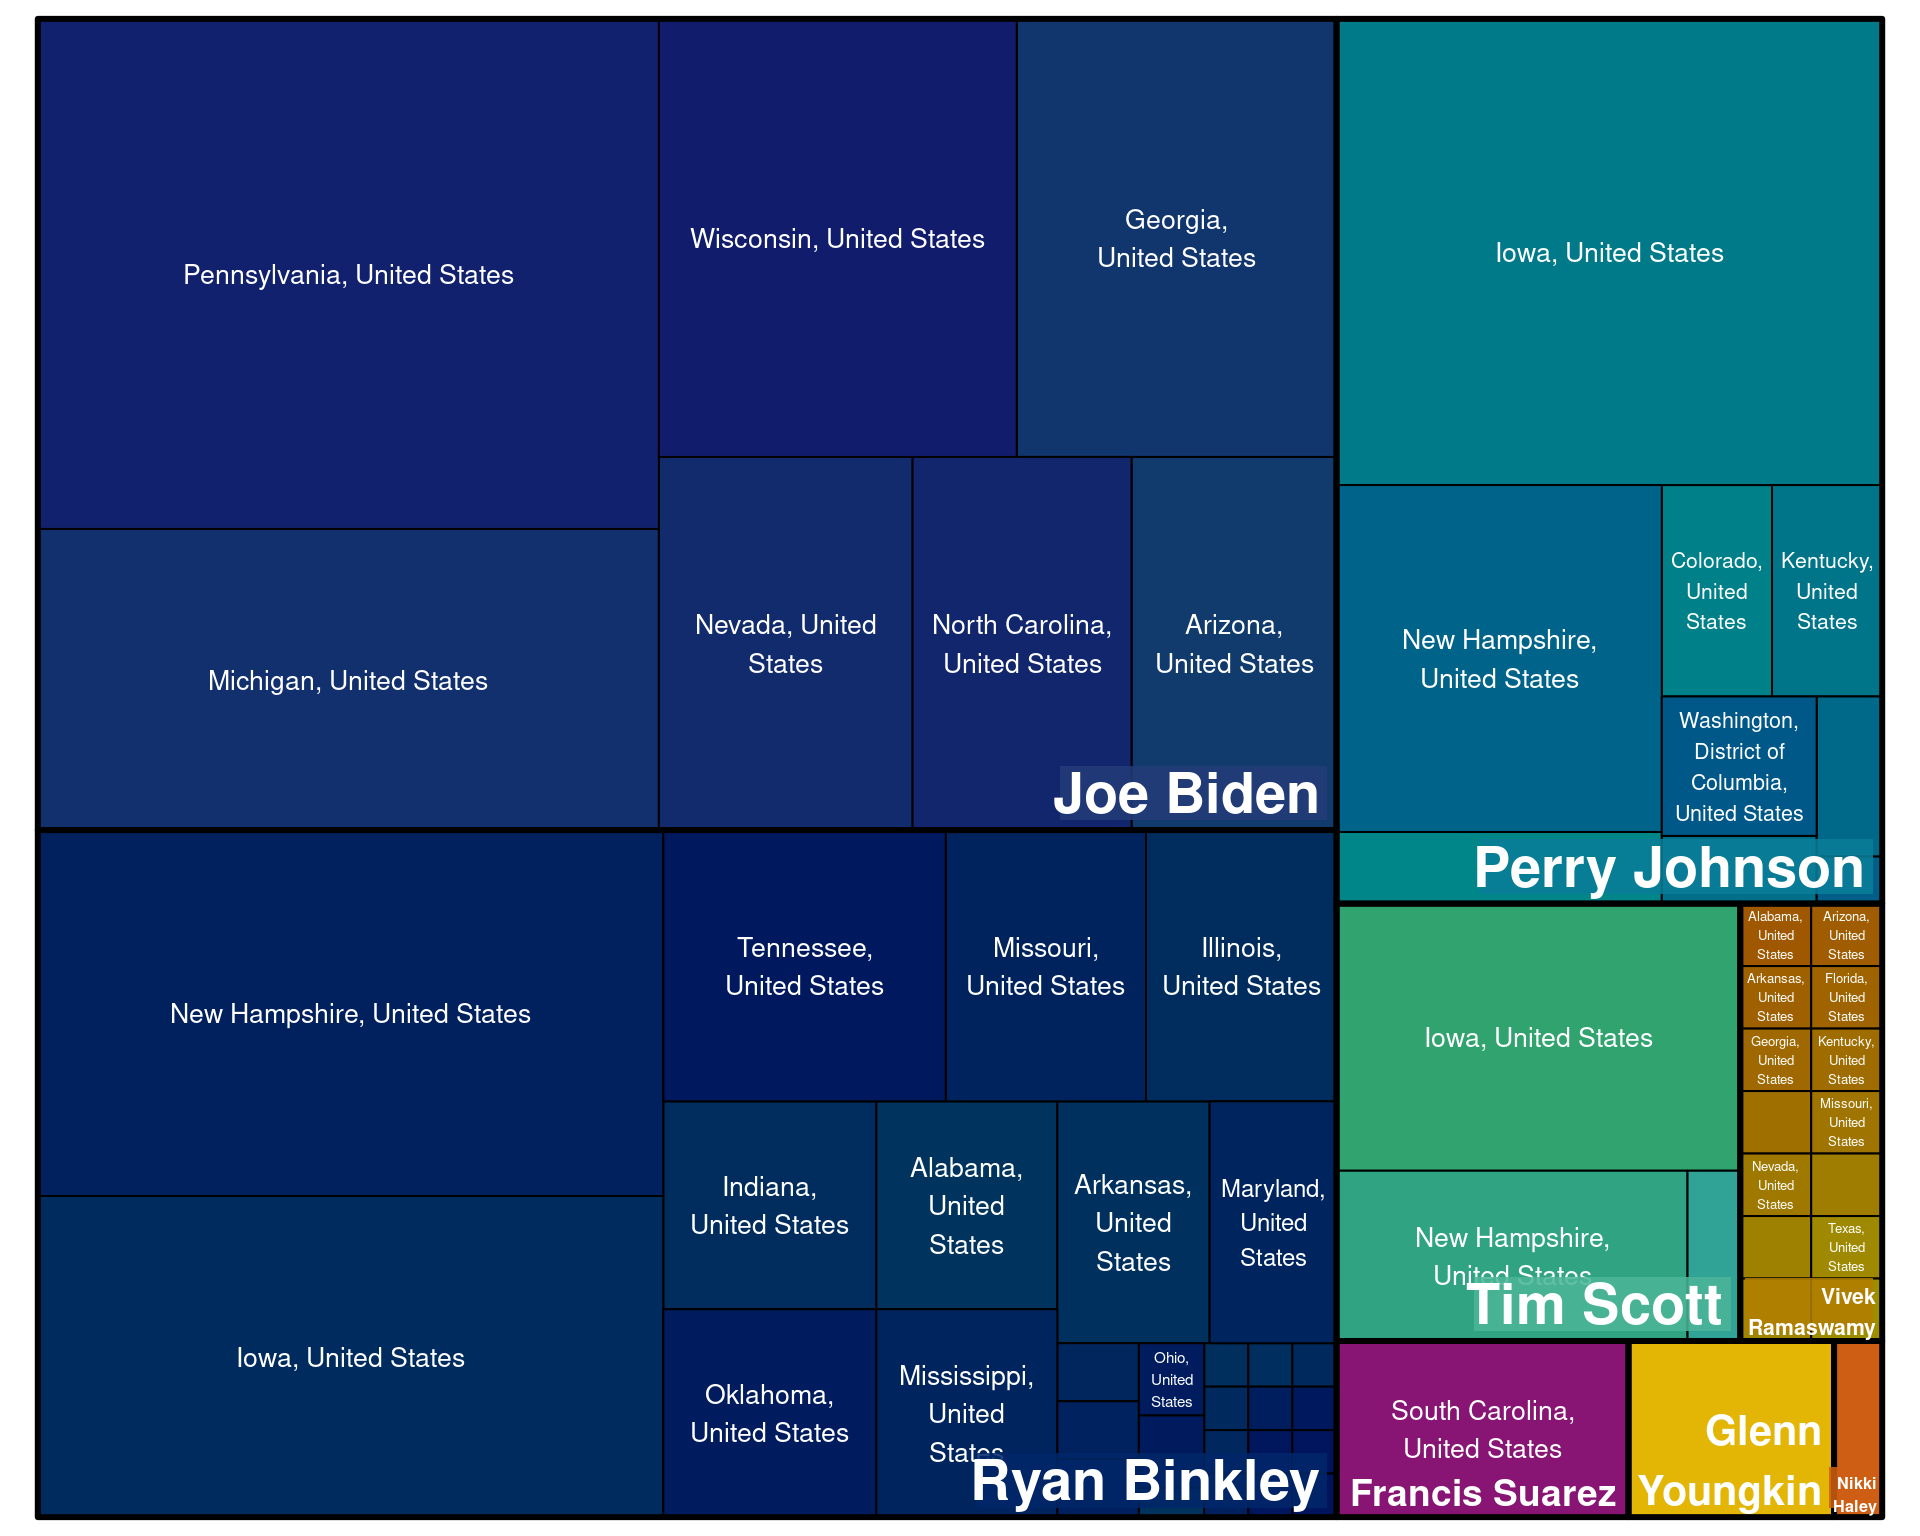 Pennsylvania, United States
Michigan, United States
Wisconsin, United States
Georgia,
United States
Nevada, United
States
North Carolina,
United States
Arizona,
United States
Joe Biden
New Hampshire, United States
Iowa, United States
Tennessee,
United States
Missouri,
United States
Illinois,
United States
Indiana,
United States
Alabama,
United
States
Arkansas,
United
States
Maryland,
United
States
Oklahoma,
United States
Mississippi,
United
States
Ohio,
United
States
Ryan Binkley
Iowa, United States
New Hampshire,
United States
Colorado,
United
States
Kentucky,
United
States
Washington,
District of
Columbia,
United States
Perry Johnson
Iowa, United States
New Hampshire,
United States
Tim Scott
Alabama,
United
States
Arizona,
United
States
Arkansas,
United
States
Florida,
United
States
Georgia,
United
States
Kentucky,
United
States
Missouri,
United
States
Nevada,
United
States
Texas,
United
States
Vivek
Ramaswamy
South Carolina,
United States
Francis Suarez
Glenn
Youngkin
Nikki
Haley